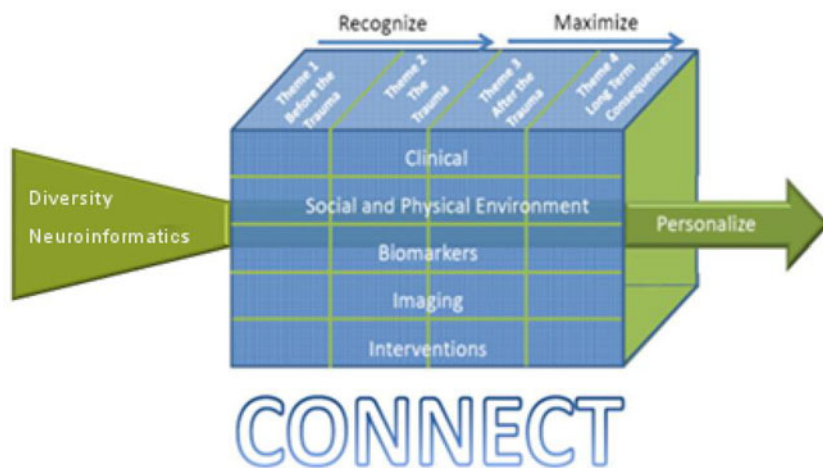 Recognize
Maximize
Theme 1
Before the
Trauma
Theme 2
The
Trauma
Theme 3
After the
Trauma
Theme 4
Long Term
Consequences
Clinical
Diversity
Social and Physical Environment
Neuroinformatics
Personalize
Biomarkers
Imaging
Interventions
CONNECT